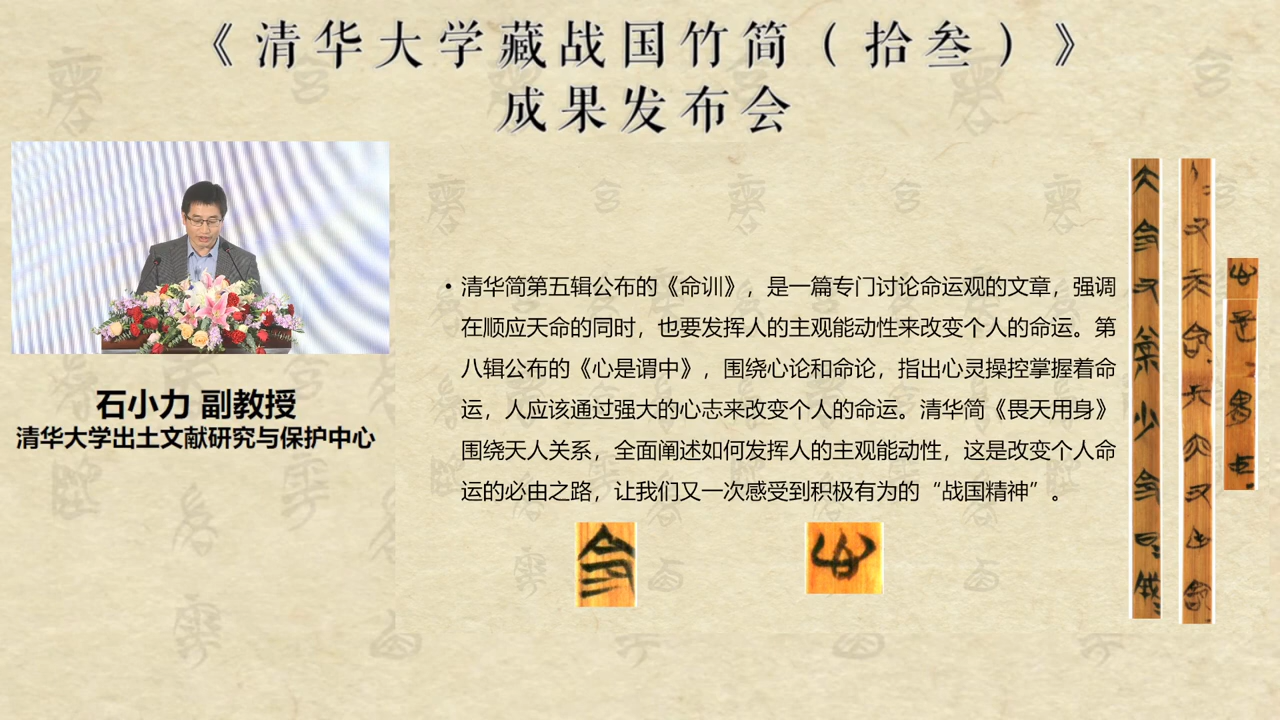 《清华大学藏战国竹简（拾叁）》
成果发布会
石小力 副教授
清华大学出土文献研究与保护中心
• 清华简第五辑公布的《命训》，是一篇专门讨论命运观的文章，强调
在顺应天命的同时，也要发挥人的主观能动性来改变个人的命运。第
八辑公布的《心是谓中》，围绕心论和命论，指出心灵操控掌握着命
运，人应该通过强大的心志来改变个人的命运。清华简《畏天用身》
围绕天人关系，全面阐述如何发挥人的主观能动性，这是改变个人命
运的必由之路，让我们又一次感受到积极有为的“战国精神”。